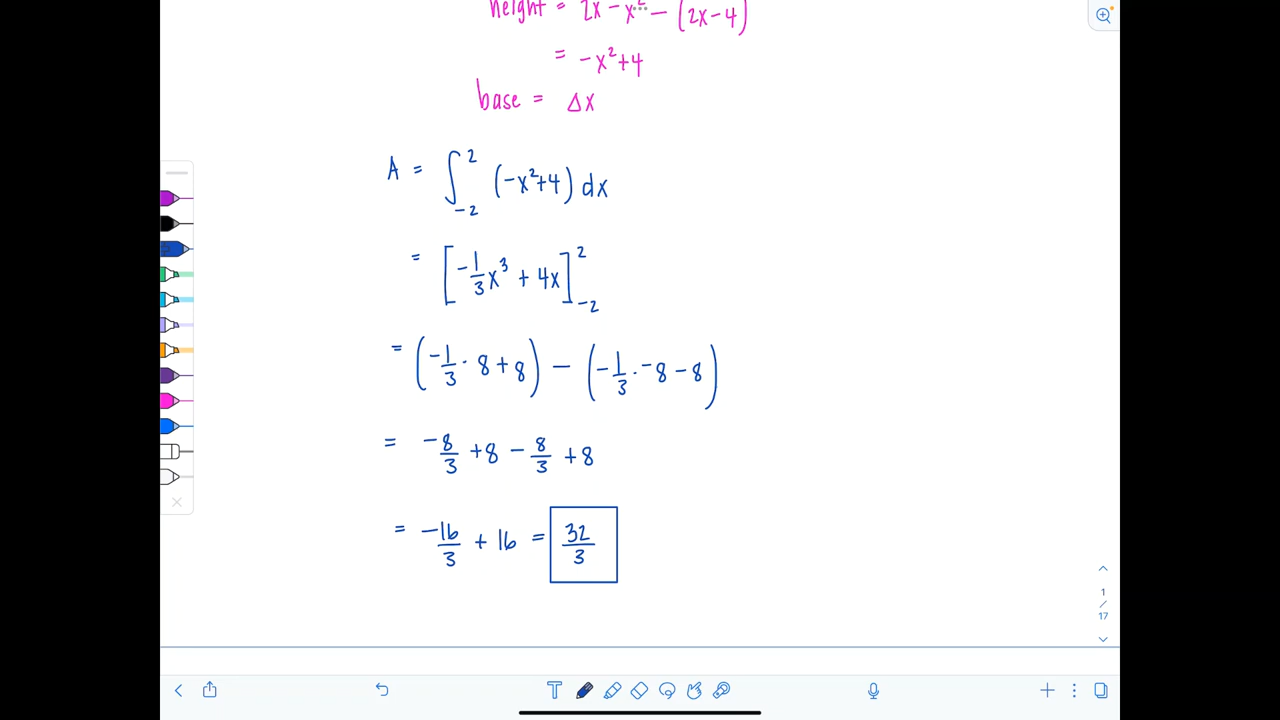 height = 2x - x² - (2x - 4)
= -x² + 4
base = Δx
A = ∫₋₂² (-x² + 4) dx
= [-1/3 x³ + 4x]₋₂²
= (-1/3 · 8 + 8) - (-1/3 · -8 - 8)
= -8/3 + 8 - 8/3 + 8
= -16/3 + 16 = 32/3
1
/
17
T